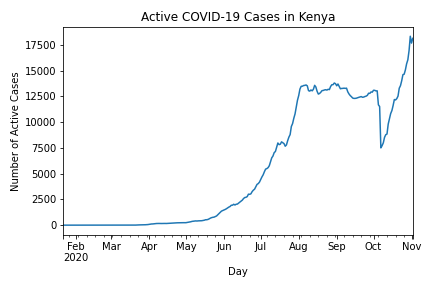 Active COVID-19 Cases in Kenya
Number of Active Cases
17500
15000
12500
10000
7500
5000
2500
0
Feb Mar Apr May Jun Jul Aug Sep Oct Nov
2020
Day